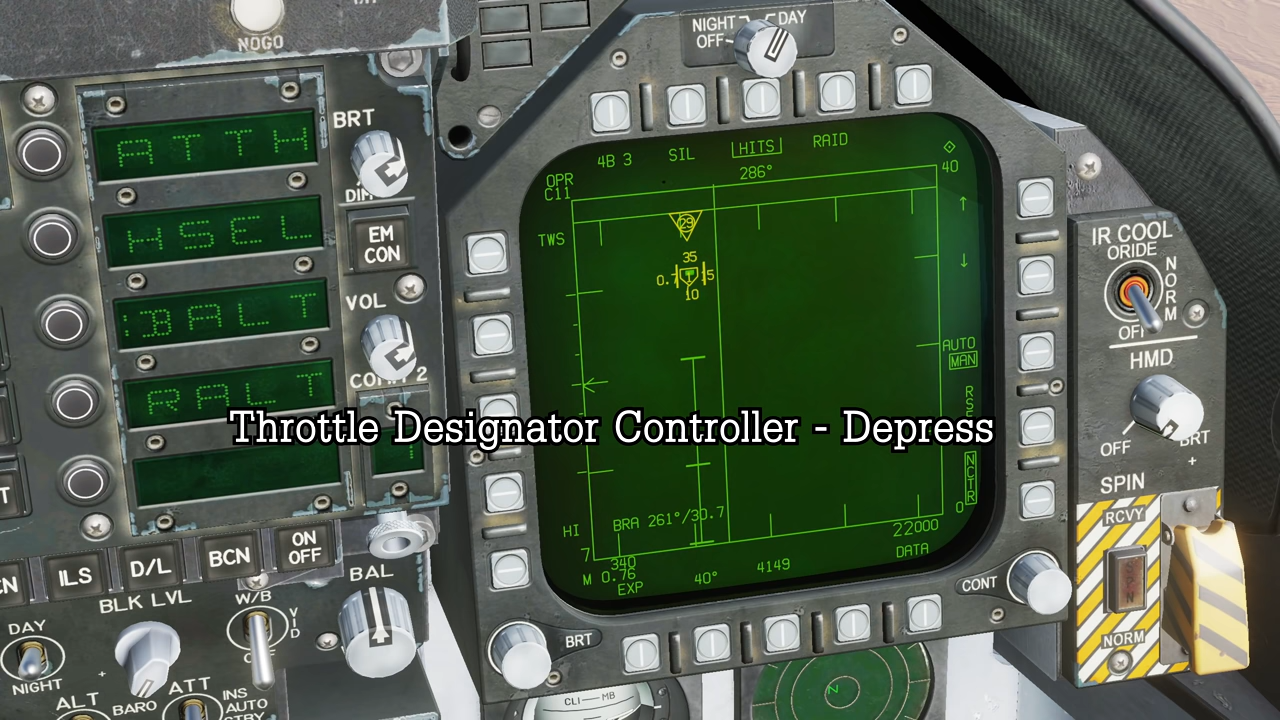 NOGO
NIGHT DAY
OFF
BRT
DIM
ATTH
HSEL
:BALT
RALT
EM
CON
VOL
COMM 2
4B 3 SIL HITS RAID
OPR
C11
286°
40
TWS
29
35
0.7 5
10
AUTO
MAN
NCTR
HI
BRA 261°/30.7
0
22000
7
340
M 0.76
EXP
40°
4149
DATA
BRT
CONT
Throttle Designator Controller - Depress
IR COOL
ORIDE
NORM
OFF
HMD
OFF
BRT
SPIN
RCVY
NORM
ILS
D/L
BCN
ON
OFF
BLK LVL
W/B
VID
BAL
DAY
NIGHT
ALT
BARO
ATT
INS
AUTO
STBY
CLI
MB
N